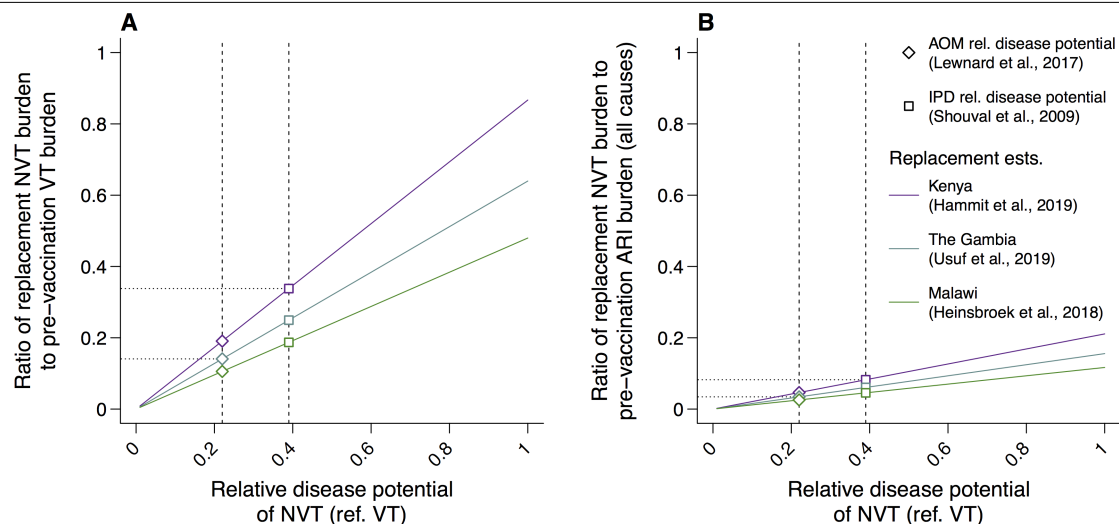 A
Ratio of replacement NVT burden
to pre−vaccination VT burden
1
0.8
0.6
0.4
0.2
0
0
0.2
0.4
0.6
0.8
1
Relative disease potential
of NVT (ref. VT)
B
Ratio of replacement NVT burden to
pre−vaccination ARI burden (all causes)
1
0.8
0.6
0.4
0.2
0
0
0.2
0.4
0.6
0.8
1
Relative disease potential
of NVT (ref. VT)
AOM rel. disease potential
(Lewnard et al., 2017)
IPD rel. disease potential
(Shouval et al., 2009)
Replacement ests.
Kenya
(Hammit et al., 2019)
The Gambia
(Usuf et al., 2019)
Malawi
(Heinsbroek et al., 2018)